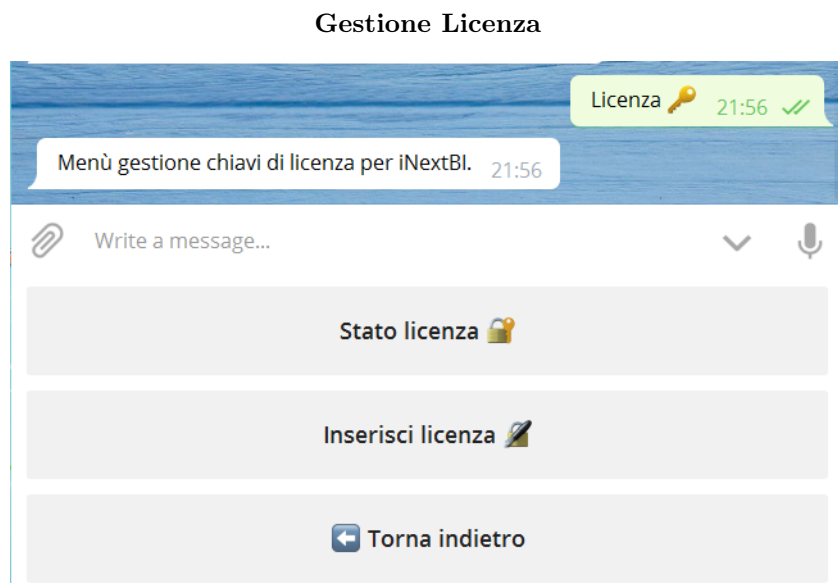 Gestione Licenza
Licenza 🔑 21:56
Menù gestione chiavi di licenza per iNextBI. 21:56
Write a message...
Stato licenza 🔐
Inserisci licenza 🔏
⬅️ Torna indietro